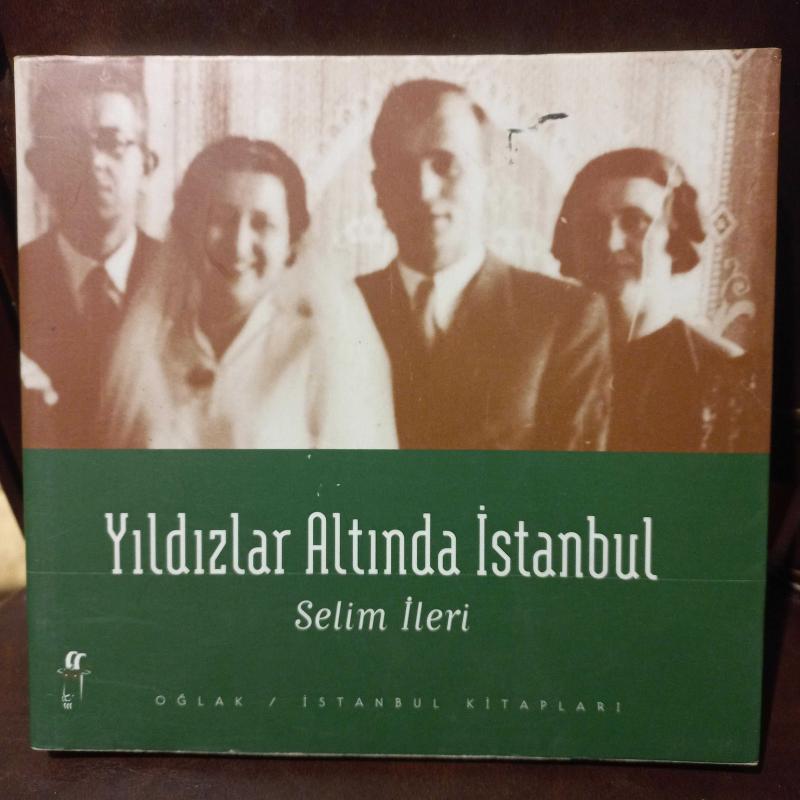 Yıldızlar Altında İstanbul
Selim İleri
OĞLAK / İSTANBUL KİTAPLARI